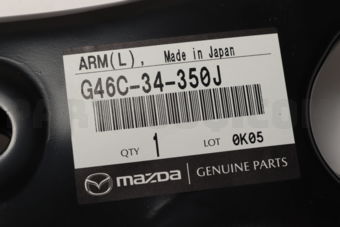 ARM(L), Made in Japan
G46C-34-350J
QTY 1 LOT 0K05
mazda GENUINE PARTS